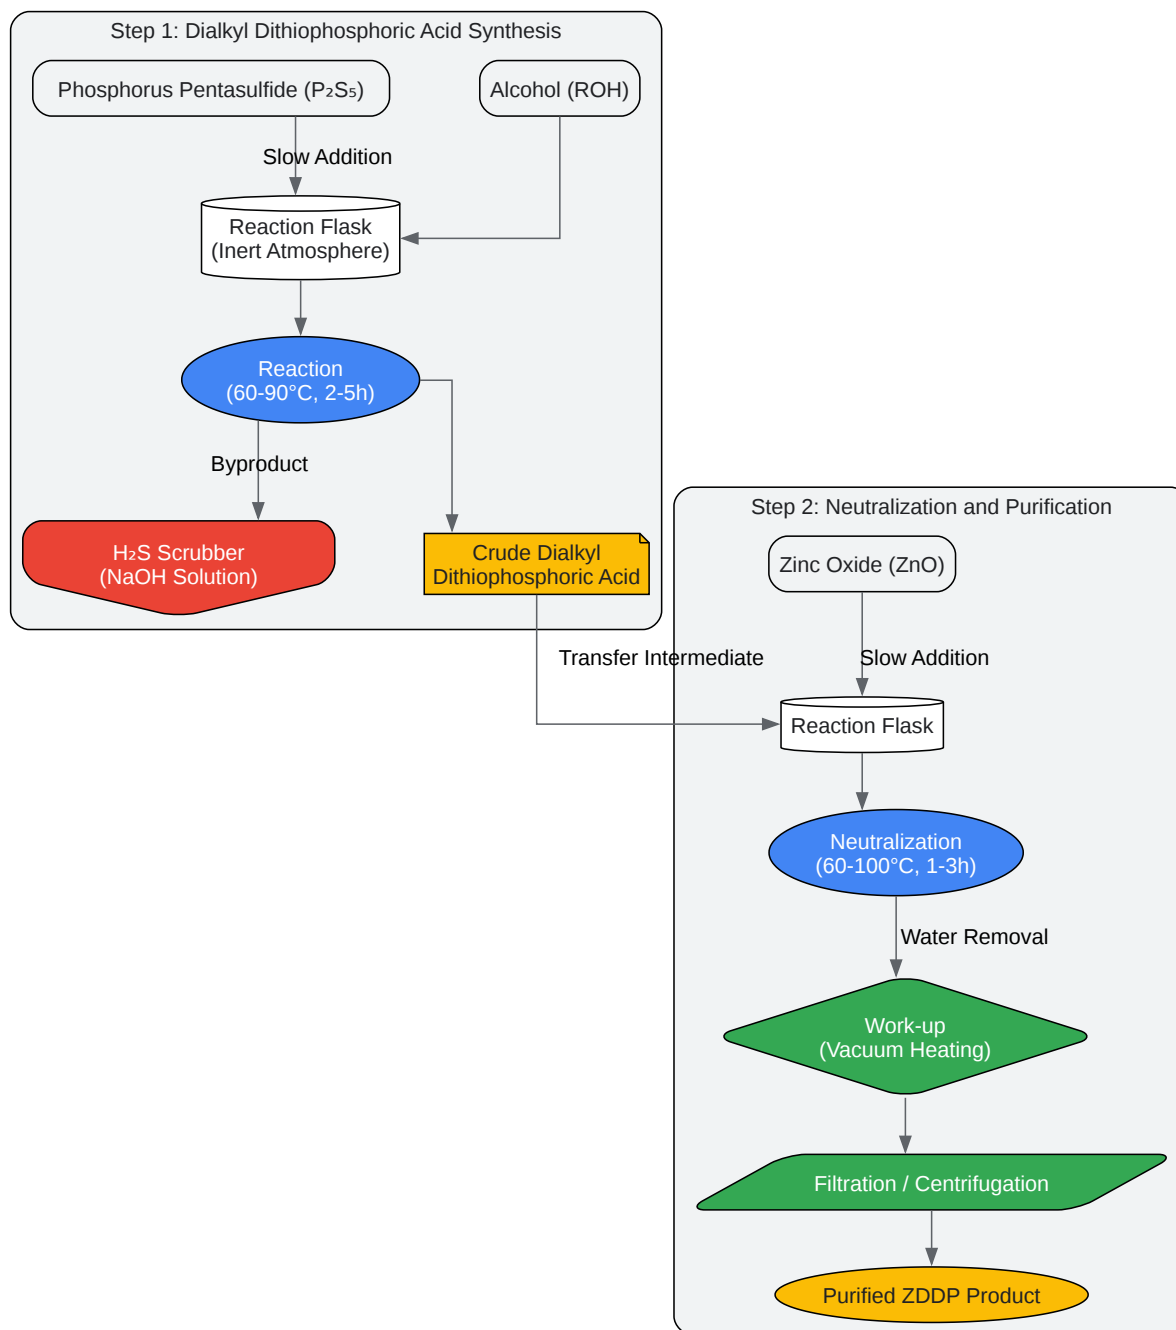 Step 1: Dialkyl Dithiophosphoric Acid Synthesis
Phosphorus Pentasulfide (P₂S₅)
Alcohol (ROH)
Slow Addition
Reaction Flask
(Inert Atmosphere)
Reaction
(60-90°C, 2-5h)
Byproduct
H₂S Scrubber
(NaOH Solution)
Crude Dialkyl
Dithiophosphoric Acid
Transfer Intermediate
Step 2: Neutralization and Purification
Zinc Oxide (ZnO)
Slow Addition
Reaction Flask
Neutralization
(60-100°C, 1-3h)
Water Removal
Work-up
(Vacuum Heating)
Filtration / Centrifugation
Purified ZDDP Product